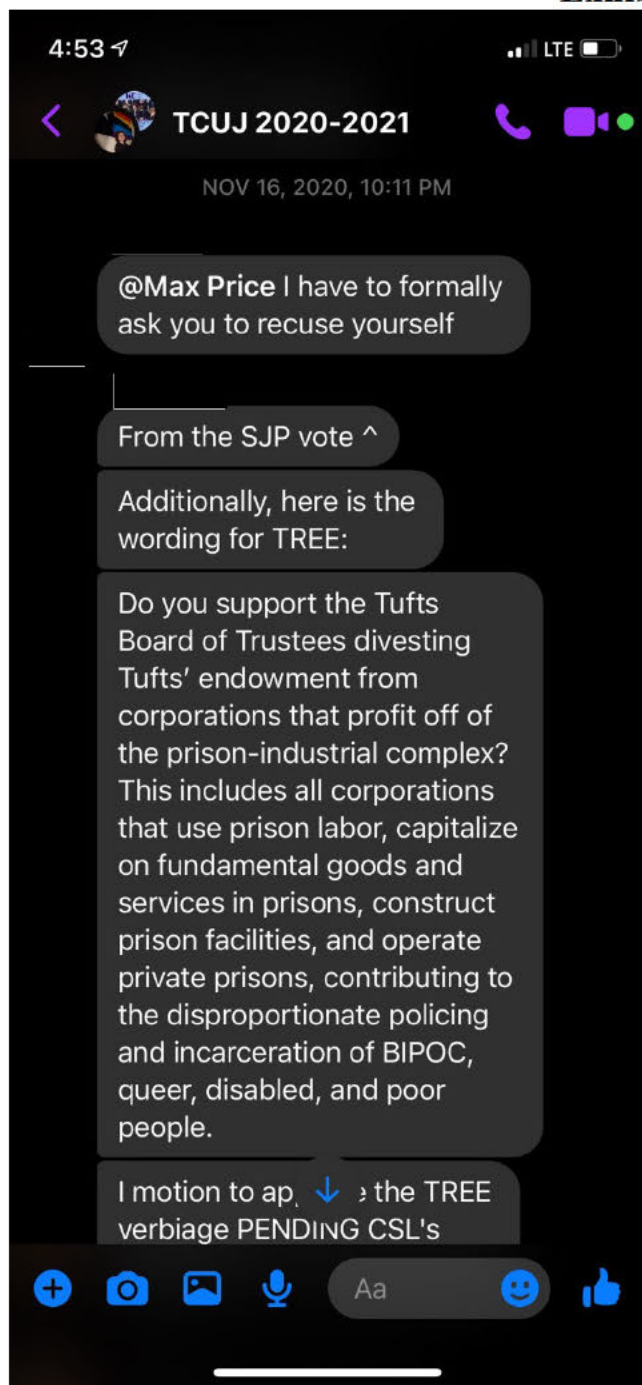 4:53
LTE
TCUJ 2020-2021
NOV 16, 2020, 10:11 PM
@Max Price I have to formally
ask you to recuse yourself
From the SJP vote ^
Additionally, here is the
wording for TREE:
Do you support the Tufts
Board of Trustees divesting
Tufts’ endowment from
corporations that profit off of
the prison-industrial complex?
This includes all corporations
that use prison labor, capitalize
on fundamental goods and
services in prisons, construct
prison facilities, and operate
private prisons, contributing to
the disproportionate policing
and incarceration of BIPOC,
queer, disabled, and poor
people.
I motion to the TREE
verbiage PENDING CSL's
Aa